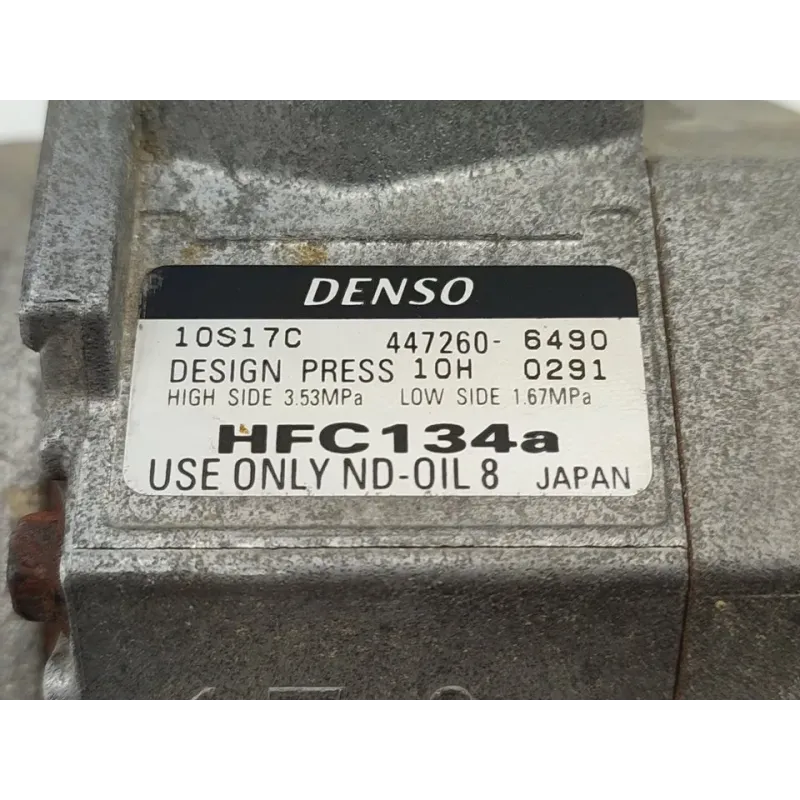 DENSO
10S17C 447260- 6490
DESIGN PRESS 10H 0291
HIGH SIDE 3.53MPa LOW SIDE 1.67MPa
HFC134a
USE ONLY ND-OIL 8 JAPAN